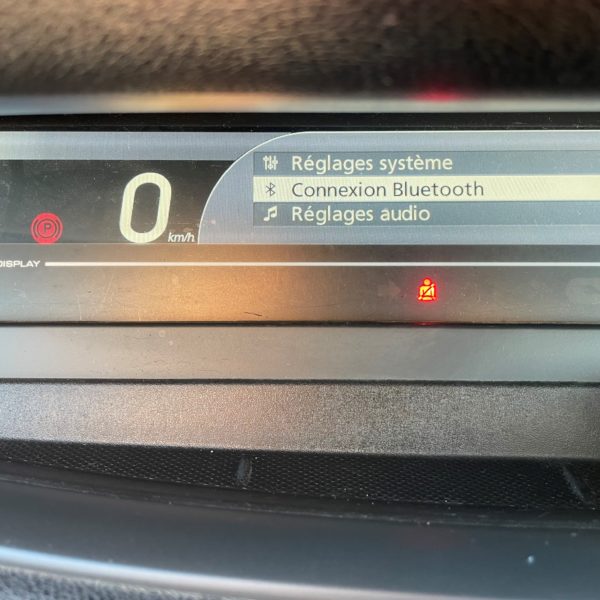 Réglages système
Connexion Bluetooth
Réglages audio
0
km/h
P
DISPLAY